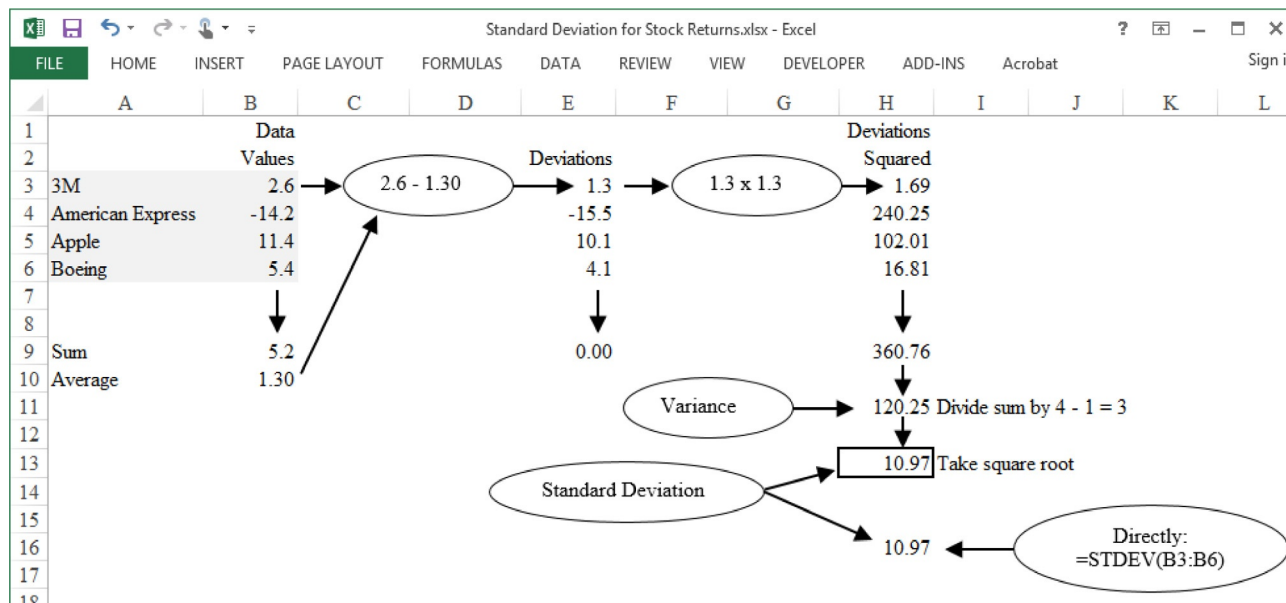 Standard Deviation for Stock Returns.xlsx - Excel
?
FILE HOME INSERT PAGE LAYOUT FORMULAS DATA REVIEW VIEW DEVELOPER ADD-INS Acrobat Sign i
A B C D E F G H I J K L
1 Data Deviations
2 Values Deviations Squared
3 3M 2.6 2.6 - 1.30 1.3 1.3 x 1.3 1.69
4 American Express -14.2 -15.5 240.25
5 Apple 11.4 10.1 102.01
6 Boeing 5.4 4.1 16.81
7
8
9 Sum 5.2 0.00 360.76
10 Average 1.30
11 Variance 120.25 Divide sum by 4 - 1 = 3
12
13 10.97 Take square root
14 Standard Deviation
15
16 10.97 Directly:
=STDEV(B3:B6)
17
18